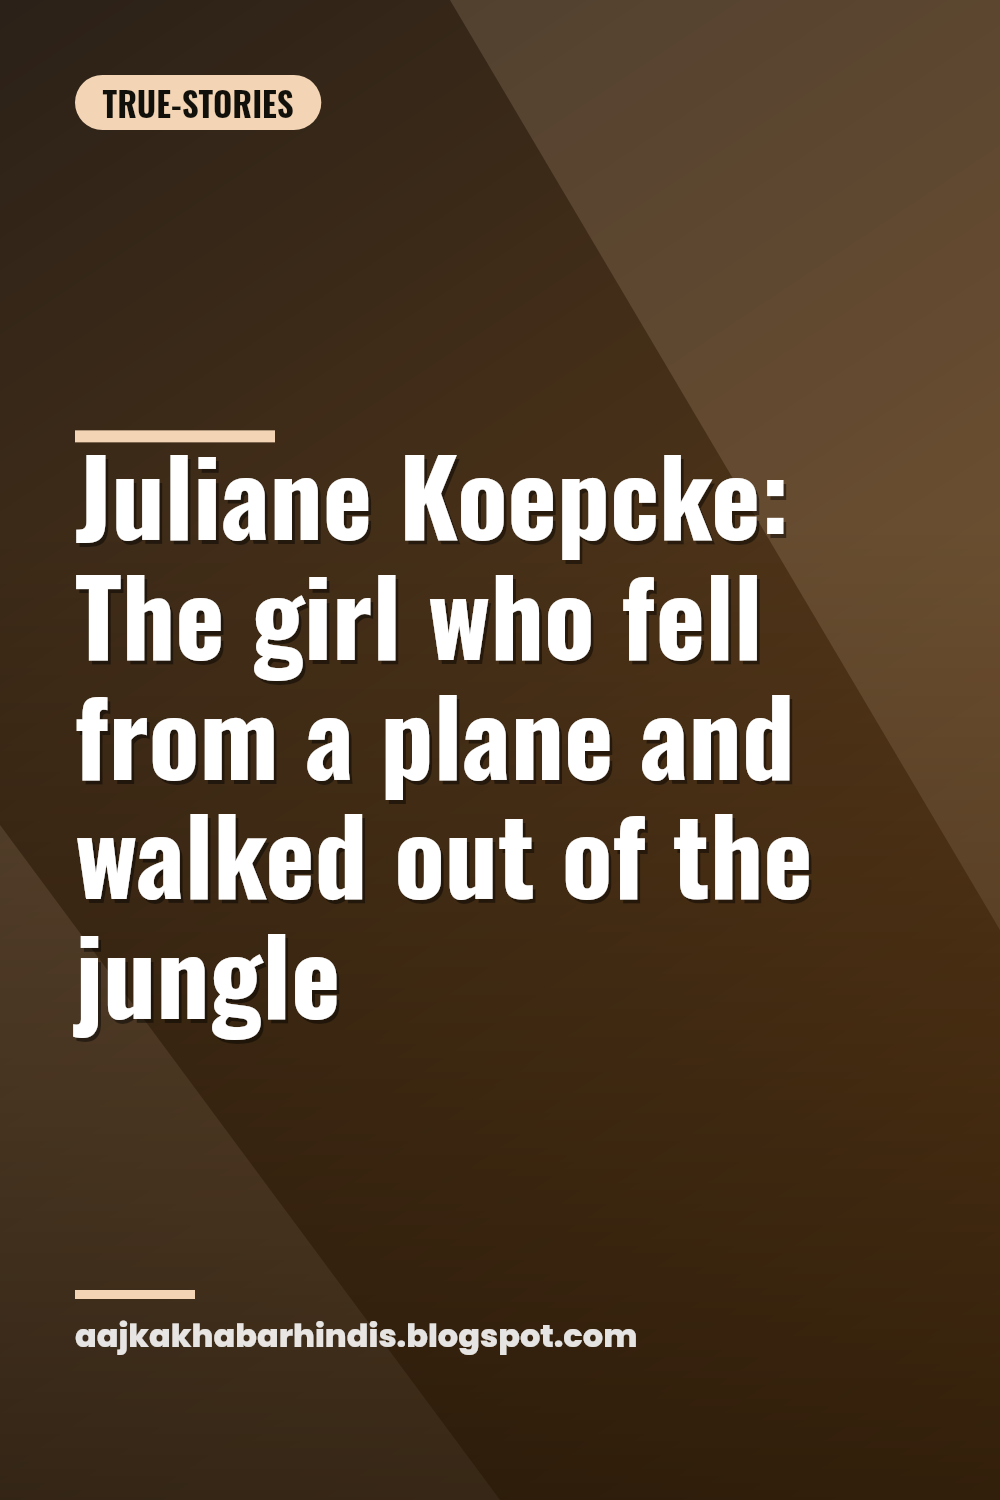 TRUE-STORIES
Juliane Koepcke:
The girl who fell
from a plane and
walked out of the
jungle
aajkakhabarhindis.blogspot.com